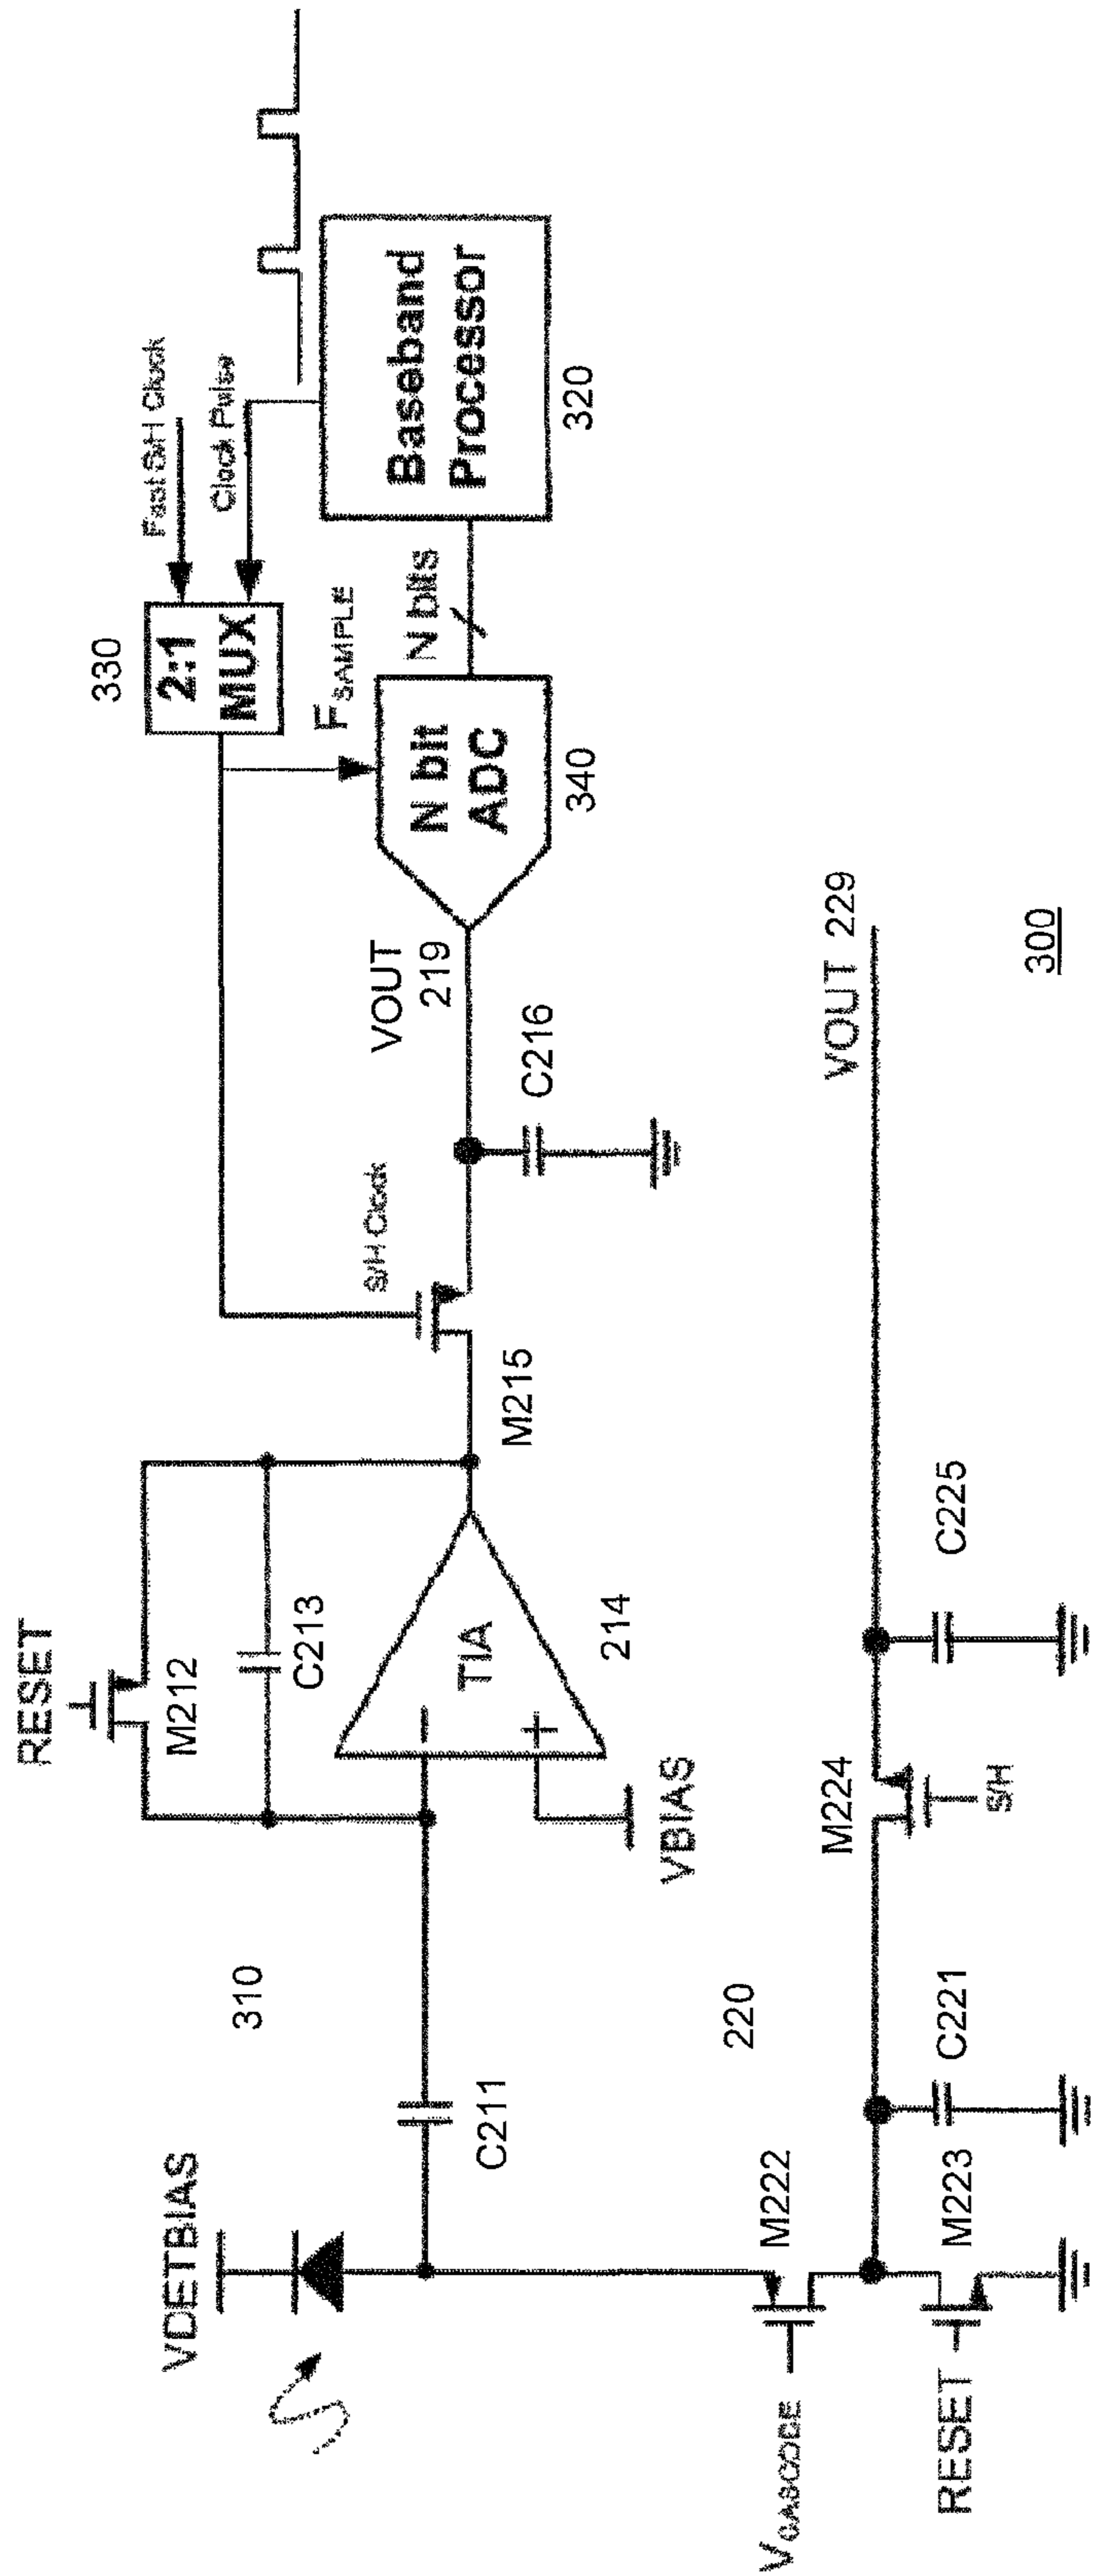 330
2:1
MUX
Fast S/H Clock
Clock Pulse
F SAMPLE
N bit
ADC
340
N bits
Baseband
Processor
320
RESET
M212
C213
TIA
-
+
214
VBIAS
S/H Clock
M215
VOUT
219
C216
310
VDETBIAS
C211
220
M222
VCASCODE
M223
RESET
C221
M224
S/H
C225
VOUT 229
300